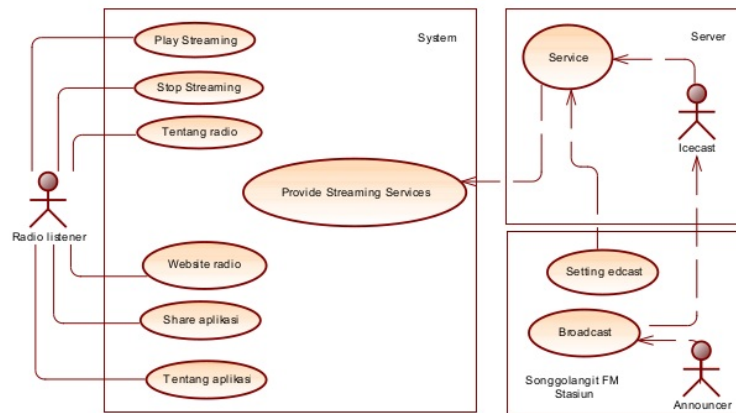 Play Streaming
System
Server
Service
Stop Streaming
Tentang radio
Icecast
Provide Streaming Services
Radio listener
Website radio
Setting edcast
Share aplikasi
Broadcast
Tentang aplikasi
Songgolangit FM
Stasiun
Announcer